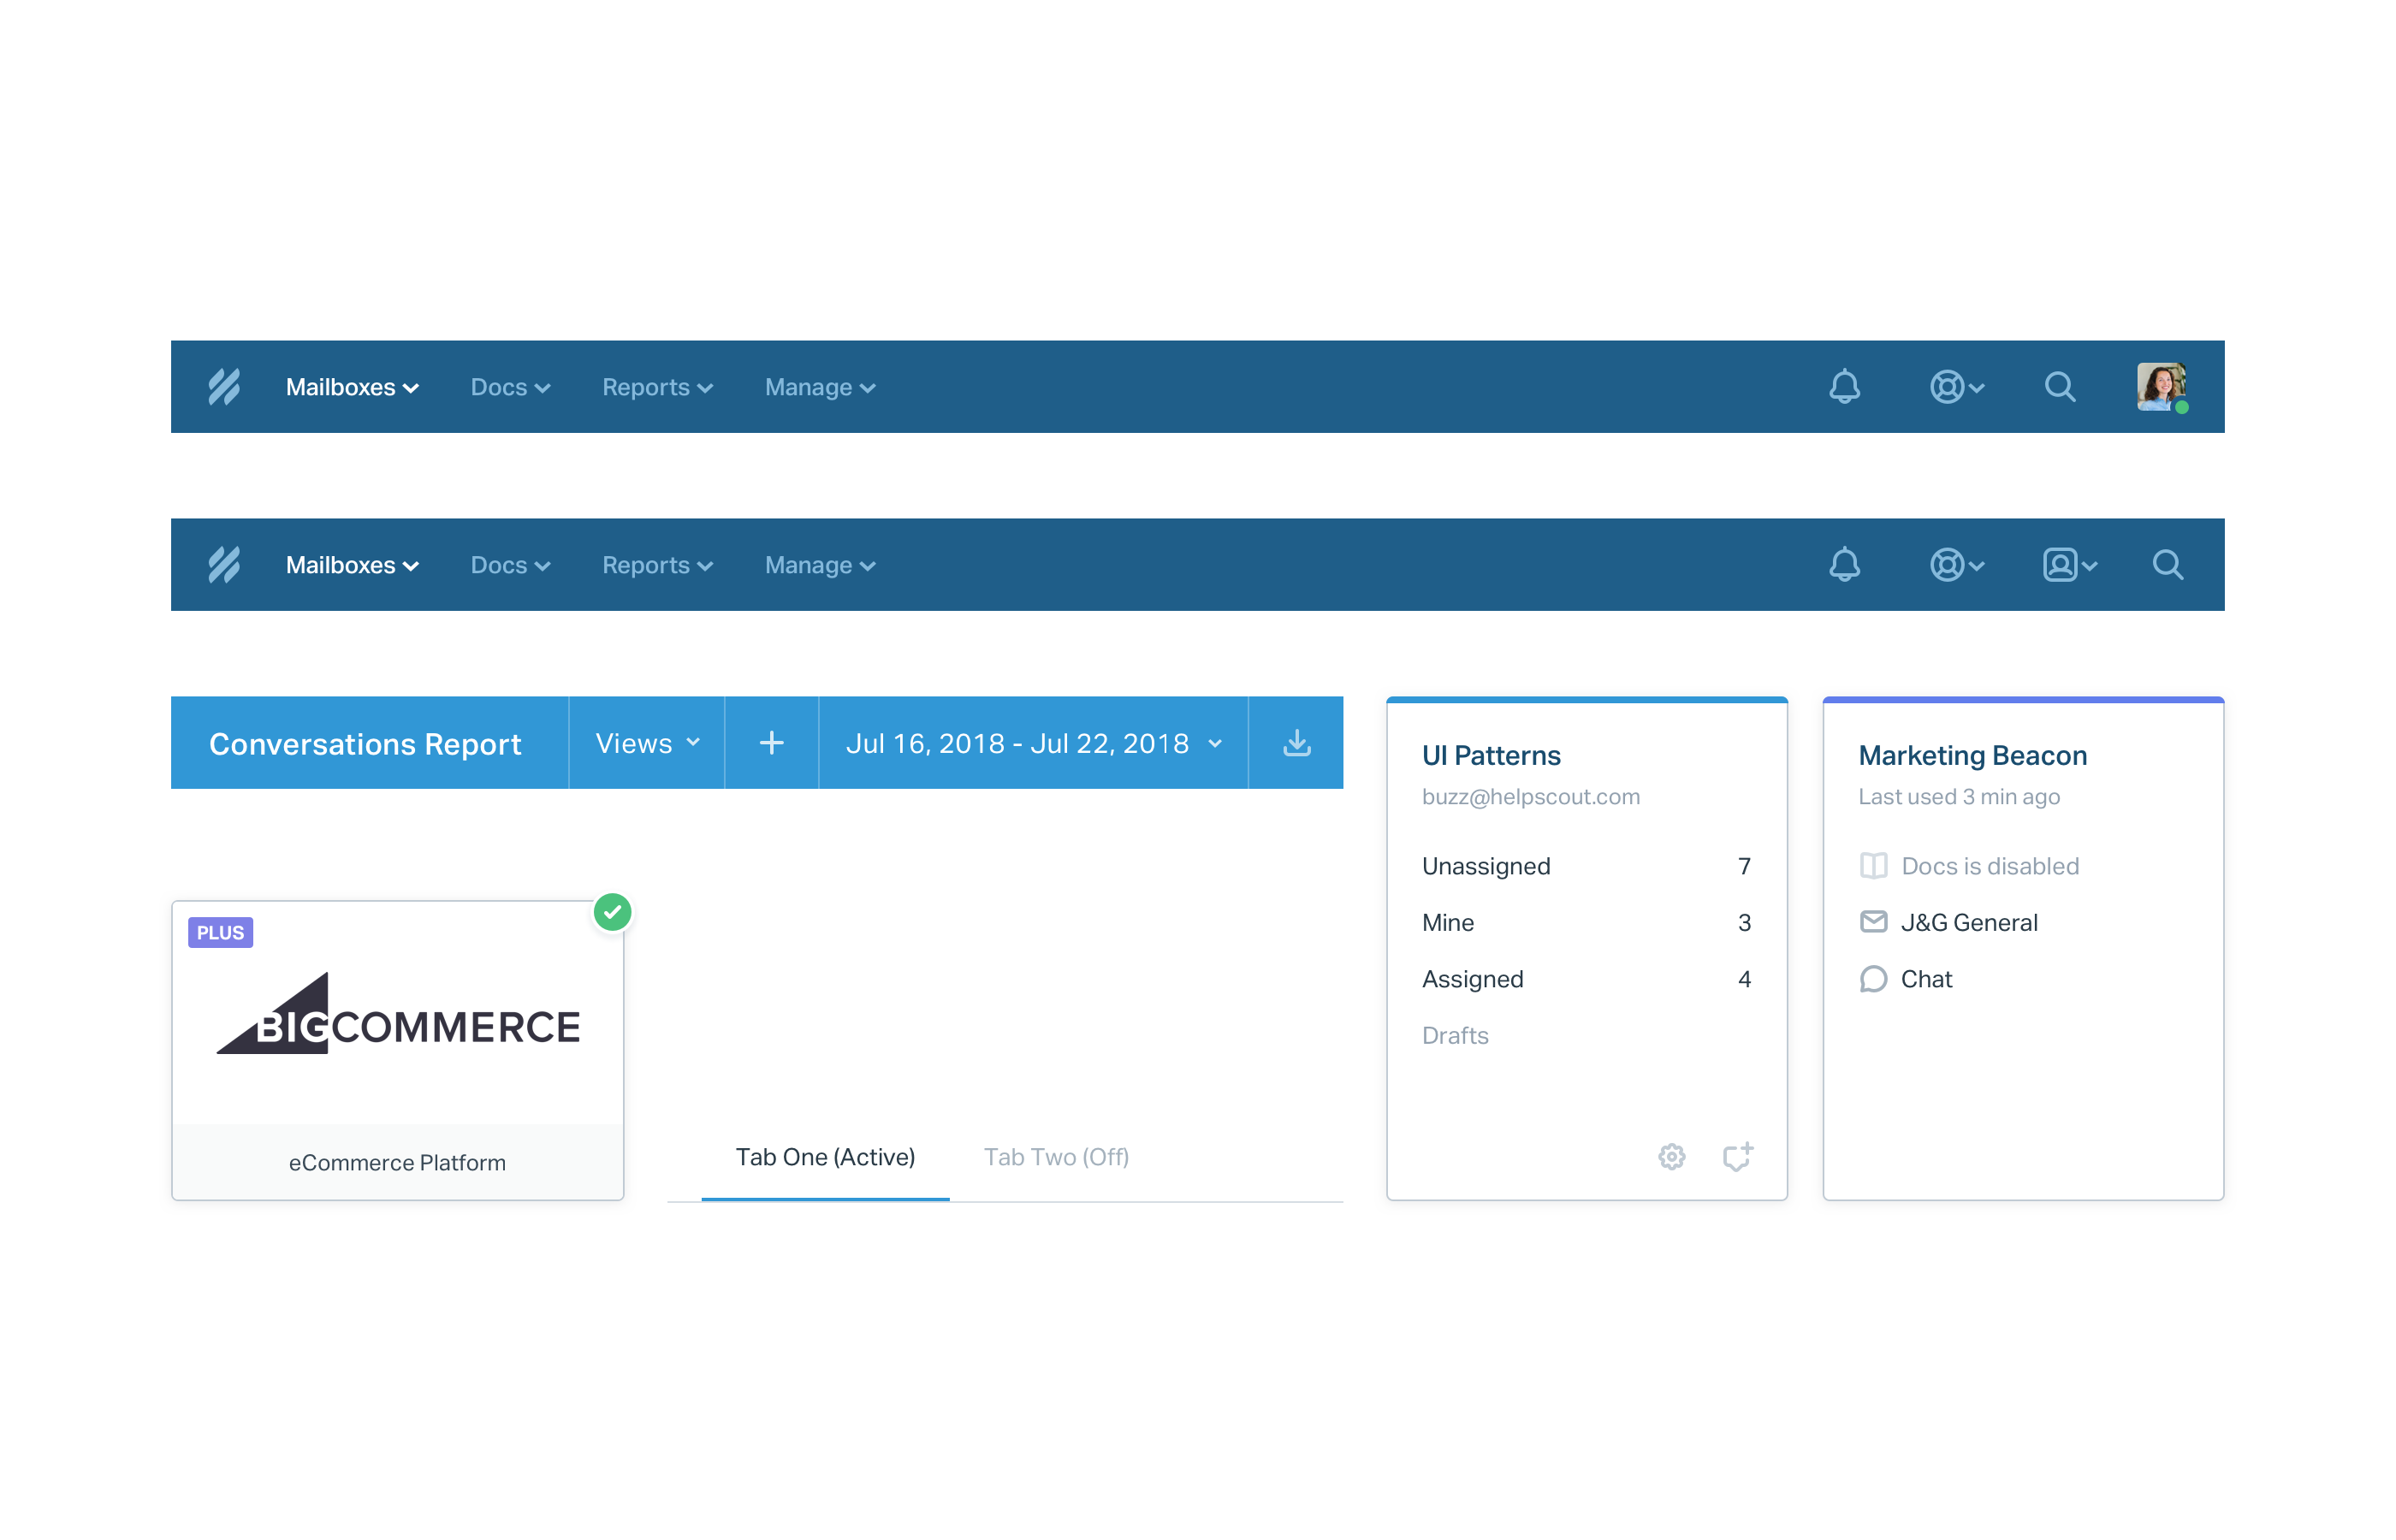 Mailboxes Docs Reports Manage
Mailboxes Docs Reports Manage
Conversations Report Views Jul 16, 2018 - Jul 22, 2018
PLUS
BIGCOMMERCE
eCommerce Platform
Tab One (Active) Tab Two (Off)
UI Patterns
buzz@helpscout.com
Unassigned 7
Mine 3
Assigned 4
Drafts
Marketing Beacon
Last used 3 min ago
Docs is disabled
J&G General
Chat